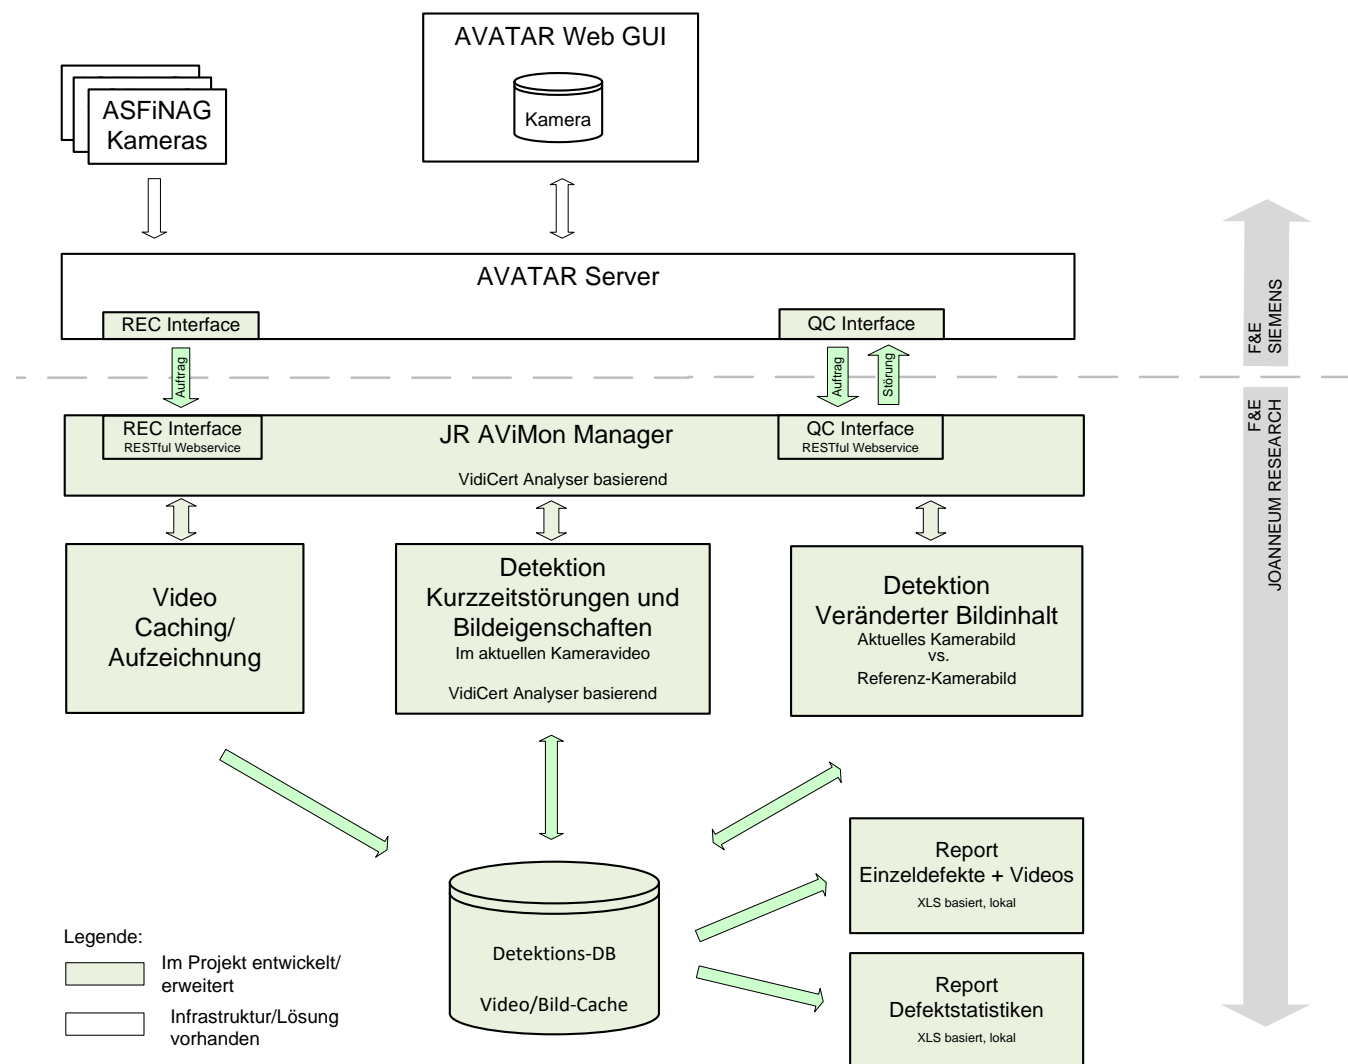 AVATAR Web GUI
Kamera
ASFiNAG
Kameras
AVATAR Server
REC Interface
QC Interface
Auftrag
Auftrag
Störung
F&E
SIEMENS
F&E
JOANNEUM RESEARCH
REC Interface
RESTful Webservice
JR AViMon Manager
VidiCert Analyser basierend
QC Interface
RESTful Webservice
Video
Caching/
Aufzeichnung
Detektion
Kurzzeitstörungen und
Bildeigenschaften
Im aktuellen Kameravideo
VidiCert Analyser basierend
Detektion
Veränderter Bildinhalt
Aktuelles Kamerabild
vs.
Referenz-Kamerabild
Detektions-DB
Video/Bild-Cache
Report
Einzeldefekte + Videos
XLS basiert, lokal
Report
Defektstatistiken
XLS basiert, lokal
Legende:
Im Projekt entwickelt/
erweitert
Infrastruktur/Lösung
vorhanden